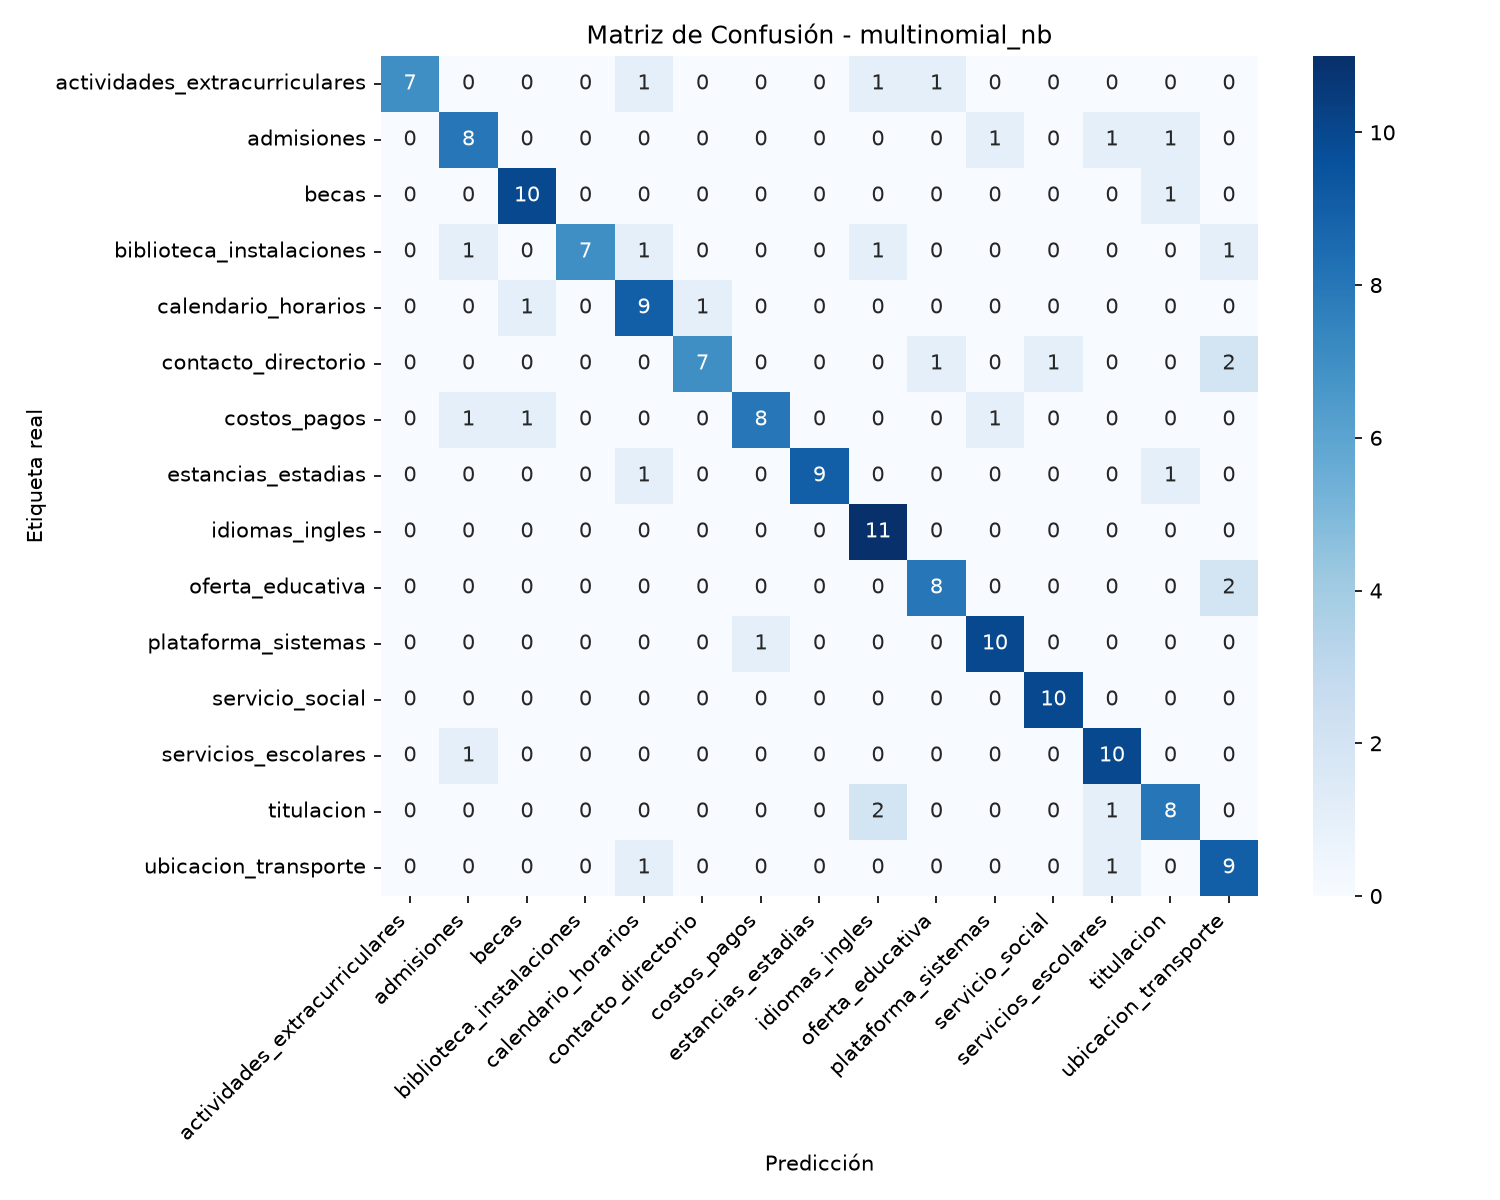 Matriz de Confusión - multinomial_nb
actividades_extracurriculares 7 0 0 0 1 0 0 0 1 1 0 0 0 0 0
admisiones 0 8 0 0 0 0 0 0 0 0 1 0 1 1 0
becas 0 0 10 0 0 0 0 0 0 0 0 0 0 1 0
biblioteca_instalaciones 0 1 0 7 1 0 0 0 1 0 0 0 0 0 1
calendario_horarios 0 0 1 0 9 1 0 0 0 0 0 0 0 0 0
contacto_directorio 0 0 0 0 0 7 0 0 0 1 0 1 0 0 2
costos_pagos 0 1 1 0 0 0 8 0 0 0 1 0 0 0 0
estancias_estadias 0 0 0 0 1 0 0 9 0 0 0 0 0 1 0
idiomas_ingles 0 0 0 0 0 0 0 0 11 0 0 0 0 0 0
oferta_educativa 0 0 0 0 0 0 0 0 0 8 0 0 0 0 2
plataforma_sistemas 0 0 0 0 0 0 1 0 0 0 10 0 0 0 0
servicio_social 0 0 0 0 0 0 0 0 0 0 0 10 0 0 0
servicios_escolares 0 1 0 0 0 0 0 0 0 0 0 0 10 0 0
titulacion 0 0 0 0 0 0 0 0 2 0 0 0 1 8 0
ubicacion_transporte 0 0 0 0 1 0 0 0 0 0 0 0 1 0 9
Etiqueta real
actividades_extracurriculares
admisiones
becas
biblioteca_instalaciones
calendario_horarios
contacto_directorio
costos_pagos
estancias_estadias
idiomas_ingles
oferta_educativa
plataforma_sistemas
servicio_social
servicios_escolares
titulacion
ubicacion_transporte
Predicción
10
8
6
4
2
0